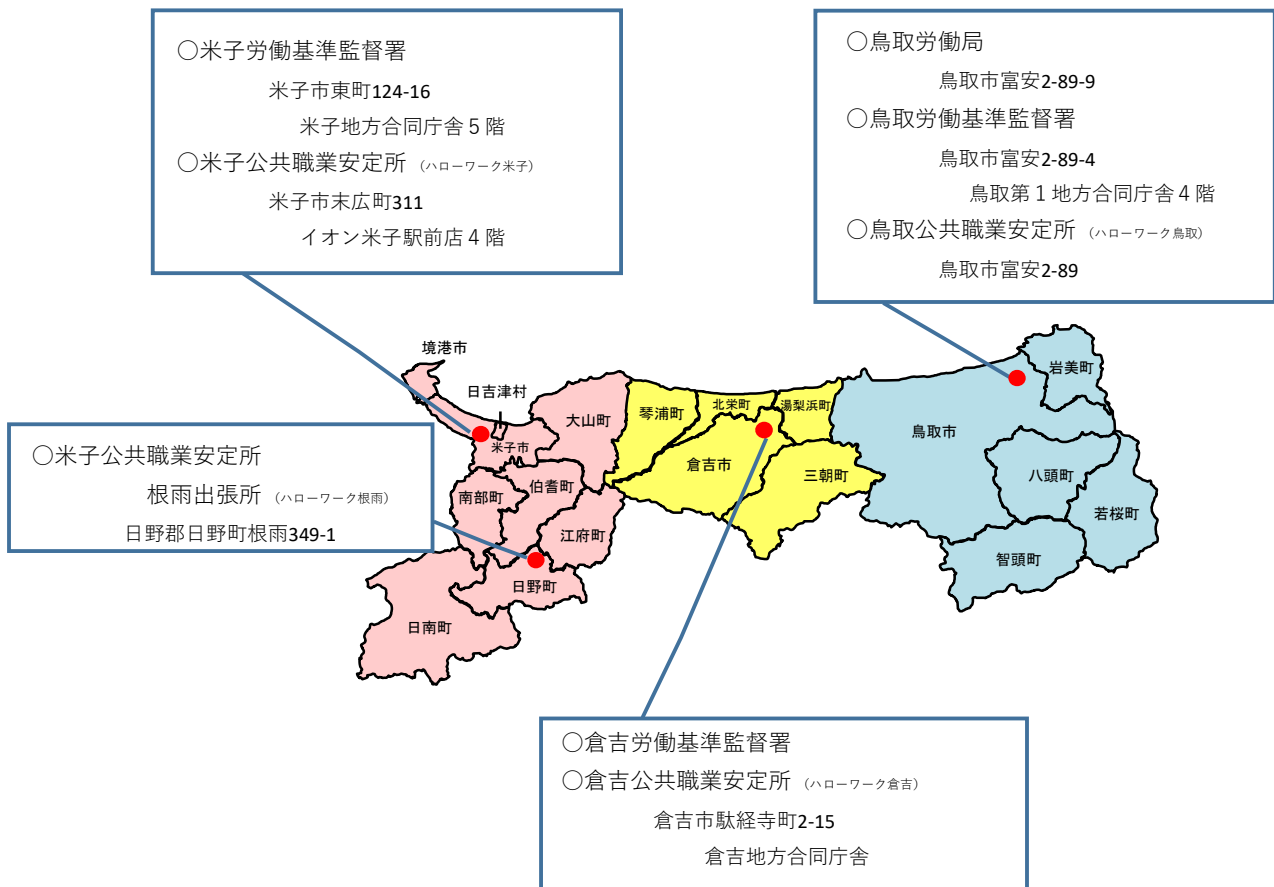 ○米子労働基準監督署
米子市東町124-16
米子地方合同庁舎５階
○米子公共職業安定所 (ハローワーク米子)
米子市末広町311
イオン米子駅前店４階
○鳥取労働局
鳥取市富安2-89-9
○鳥取労働基準監督署
鳥取市富安2-89-4
鳥取第１地方合同庁舎４階
○鳥取公共職業安定所 (ハローワーク鳥取)
鳥取市富安2-89
境港市
日吉津村
米子市
大山町
南部町
伯耆町
江府町
日野町
日南町
琴浦町
北栄町
湯梨浜町
倉吉市
三朝町
鳥取市
岩美町
八頭町
若桜町
智頭町
○米子公共職業安定所
根雨出張所 (ハローワーク根雨)
日野郡日野町根雨349-1
○倉吉労働基準監督署
○倉吉公共職業安定所 (ハローワーク倉吉)
倉吉市駄経寺町2-15
倉吉地方合同庁舎